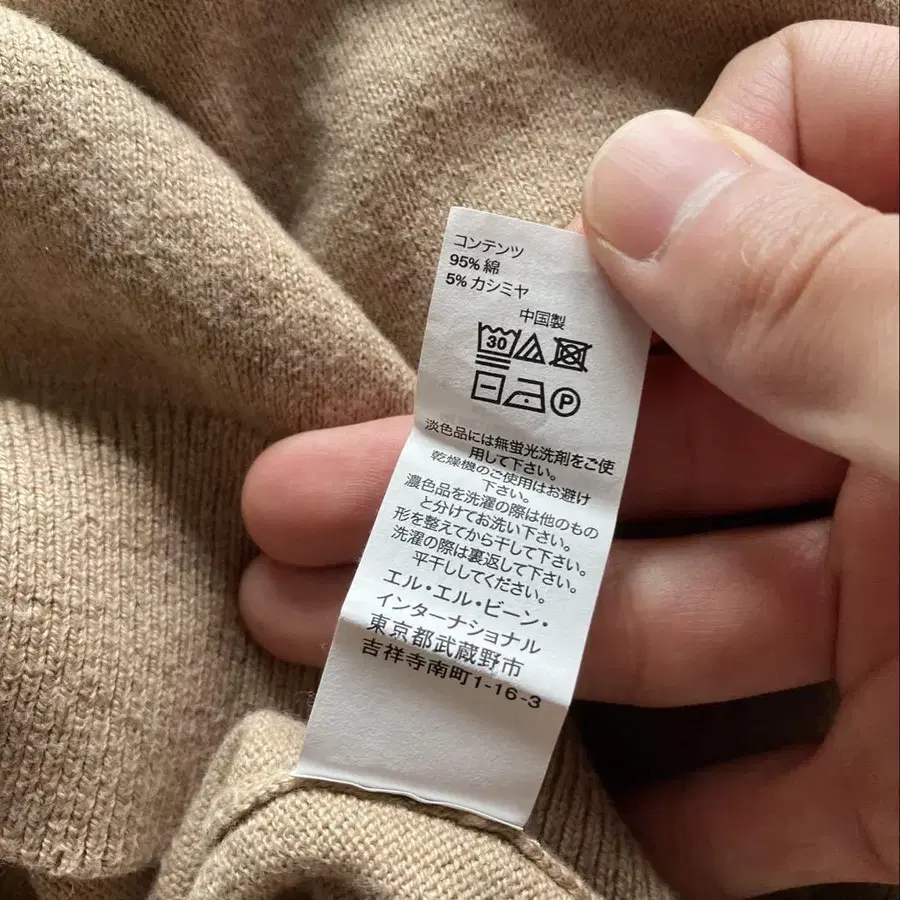 コンテンツ
95% 綿
5% カシミヤ
中国製
30
P
淡色品には無蛍光洗剤をご使
用して下さい。
乾燥機のご使用はお避け
下さい。
濃色品を洗濯の際は他のもの
と分けてお洗い下さい。
形を整えてから干して下さい。
洗濯の際は裏返して下さい。
平干ししてください。
エル・エル・ビーン・
インターナショナル
東京都武蔵野市
吉祥寺南町1-16-3